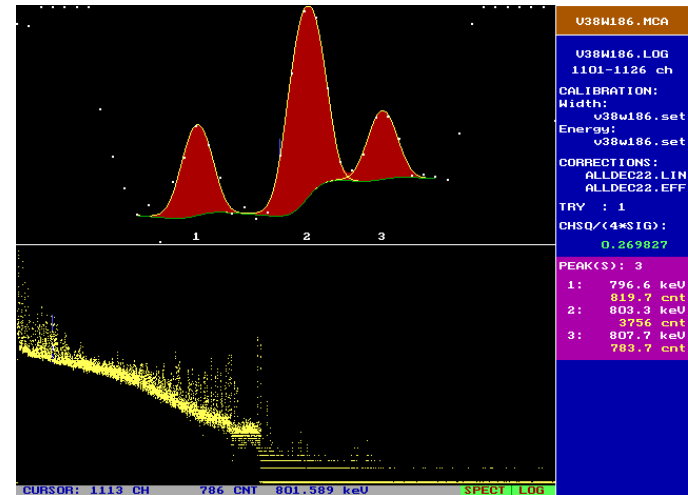 V38W186.MCA
V38W186.LOG
1101-1126 ch
CALIBRATION:
Width:
v38w186.set
Energy:
v38w186.set
CORRECTIONS:
ALLDEC22.LIN
ALLDEC22.EFF
TRY : 1
CHSQ/(4*SIG):
0.269827
PEAK(S): 3
1: 796.6 keV
819.7 cnt
2: 803.3 keV
3756 cnt
3: 807.7 keV
783.7 cnt
1 2 3
CURSOR: 1113 CH 786 CNT 801.589 keV SPECT LOG